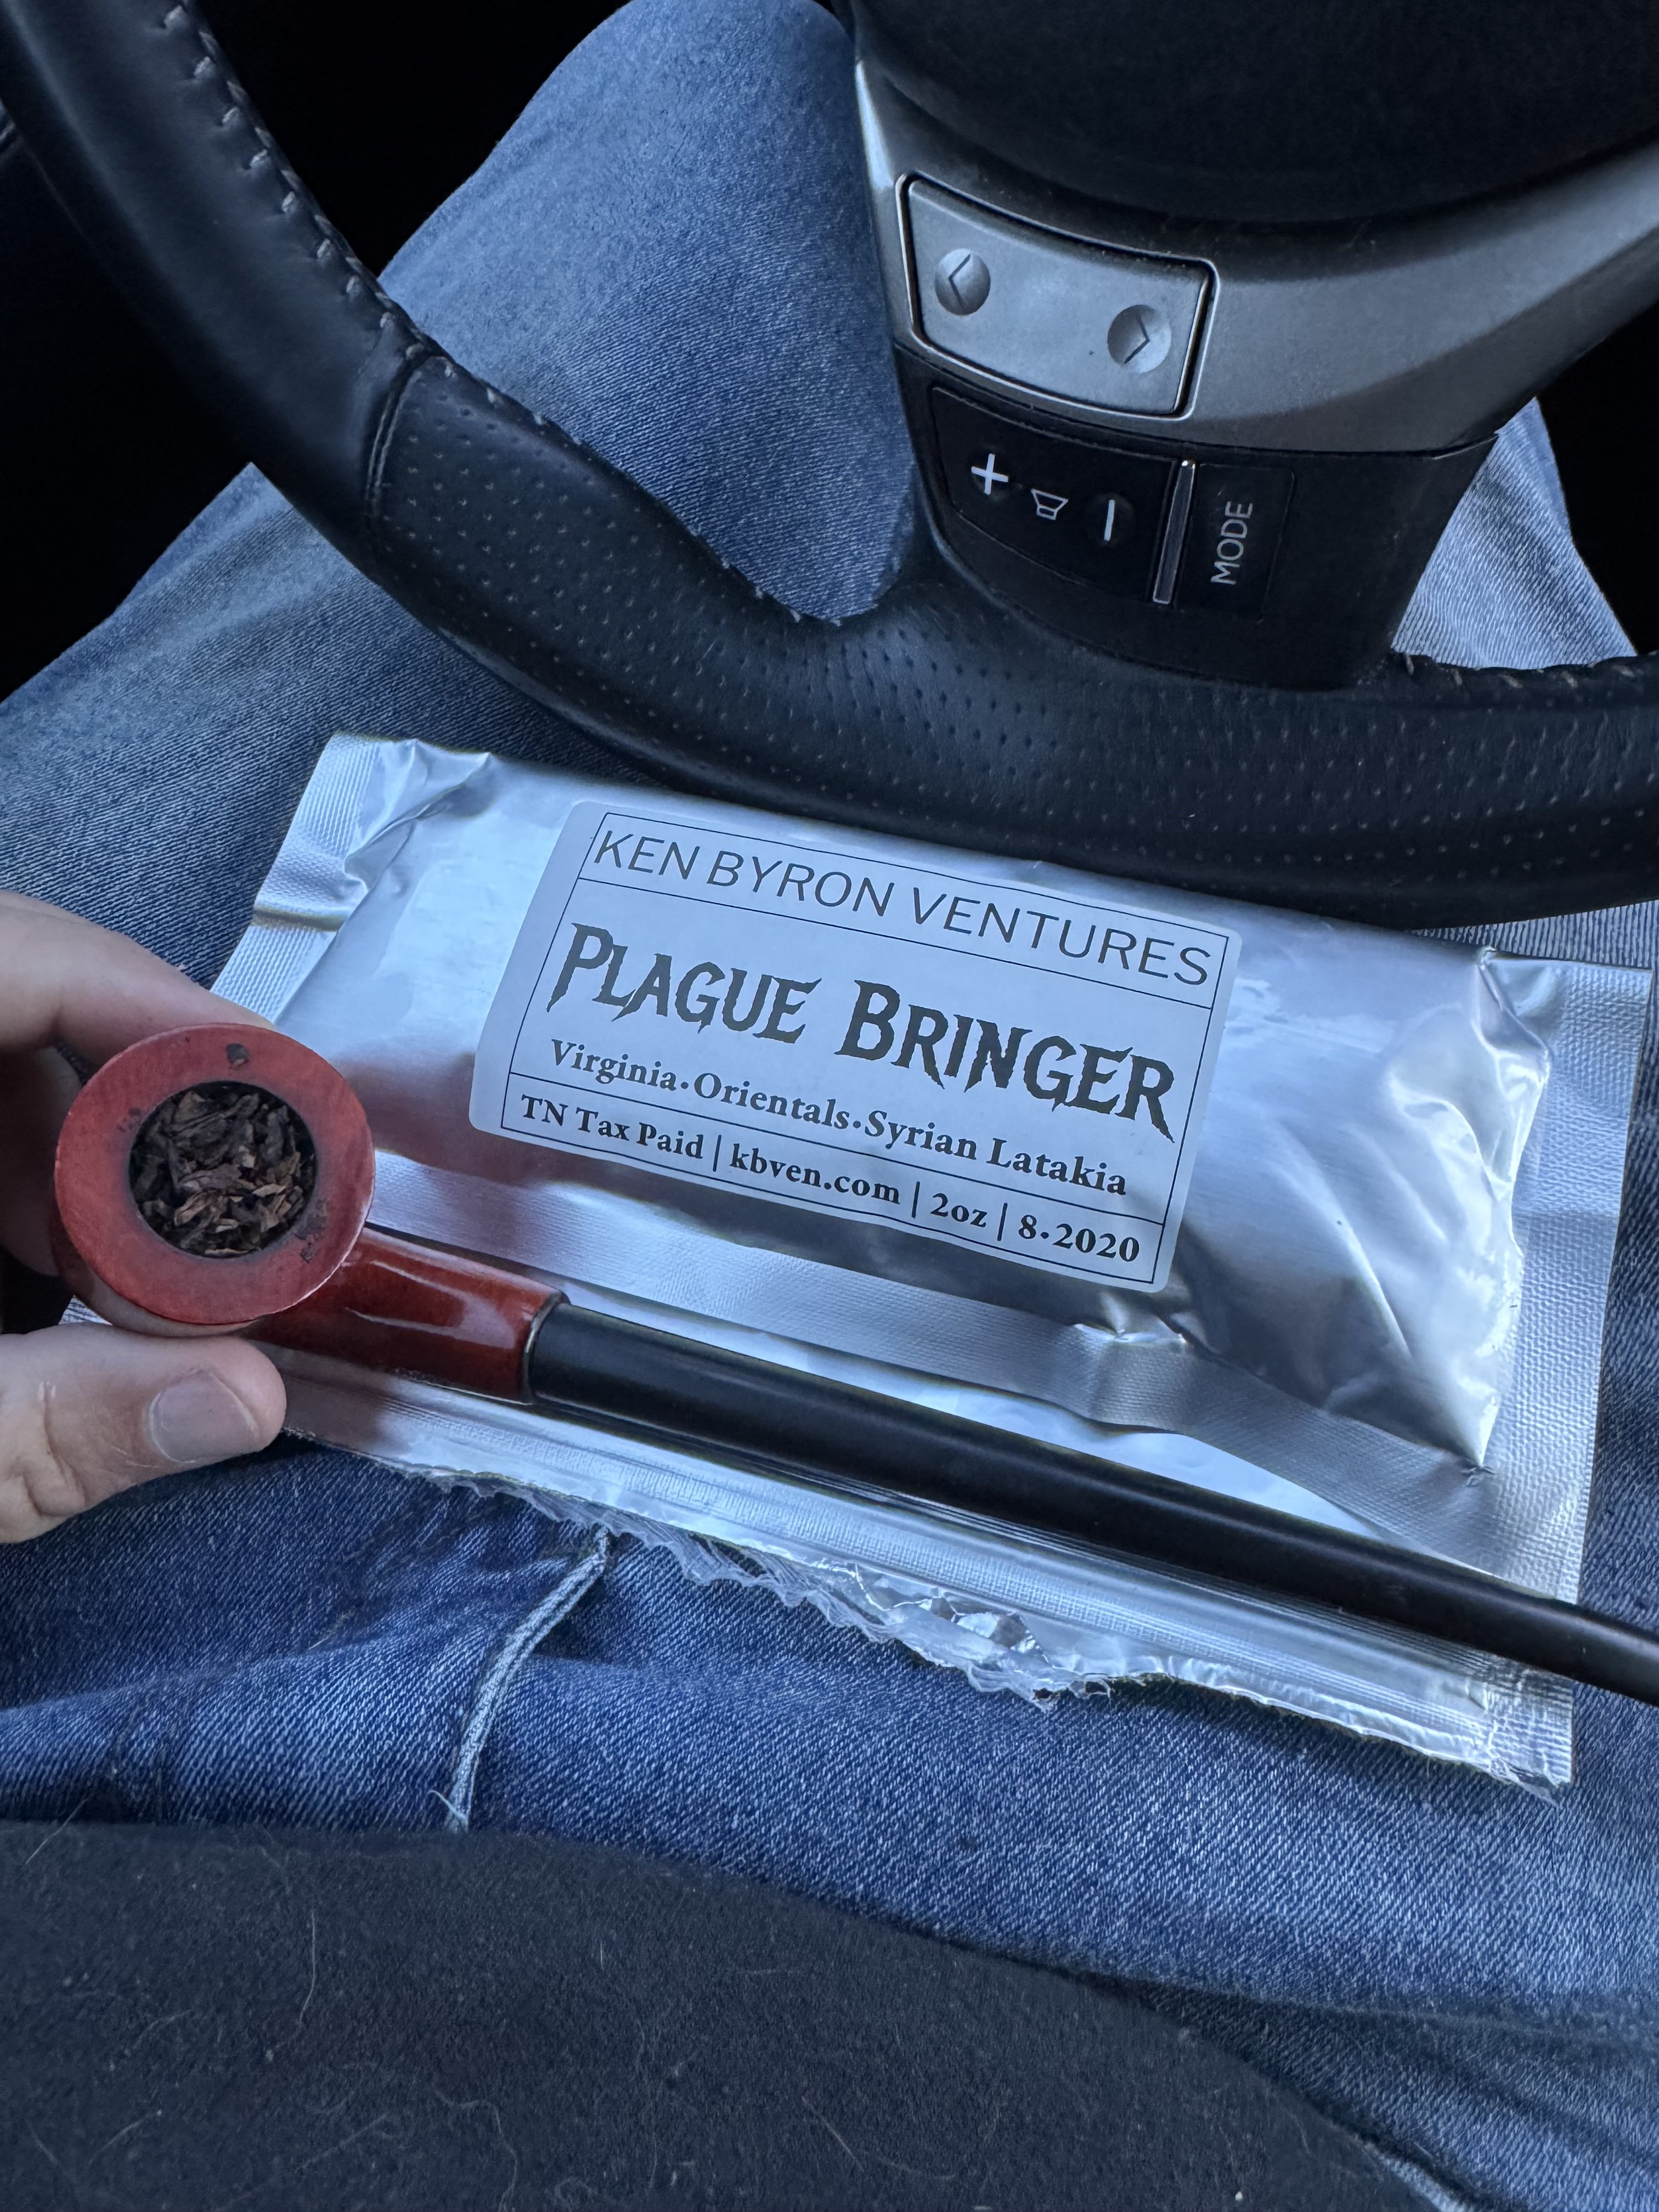 + -
MODE
KEN BYRON VENTURES
PLAGUE BRINGER
Virginia•Orientals•Syrian Latakia
TN Tax Paid | kbven.com | 2oz | 8•2020